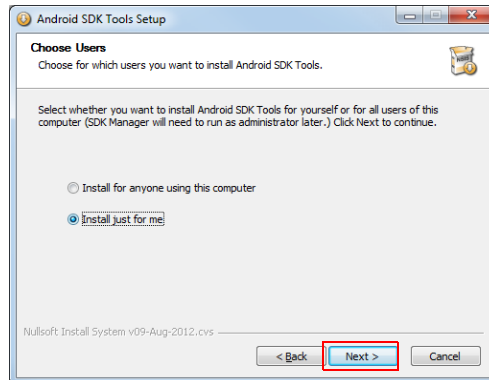 Android SDK Tools Setup
Choose Users
Choose for which users you want to install Android SDK Tools.
Select whether you want to install Android SDK Tools for yourself or for all users of this
computer (SDK Manager will need to run as administrator later.) Click Next to continue.
Install for anyone using this computer
Install just for me
Nullsoft Install System v09-Aug-2012.cvs
< Back Next > Cancel